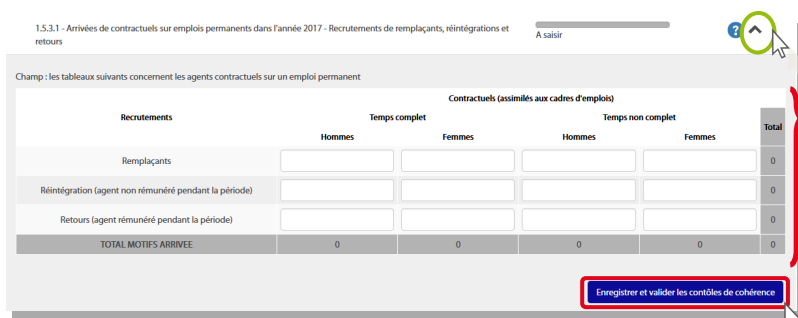 1.5.3.1 - Arrivées de contractuels sur emplois permanents dans l'année 2017 - Recrutements de remplaçants, réintégrations et
retours
A saisir
?
Champ : les tableaux suivants concernent les agents contractuels sur un emploi permanent
Contractuels (assimilés aux cadres d'emplois)
Recrutements Temps complet Temps non complet Total
Hommes Femmes Hommes Femmes
Remplaçants 0
Réintégration (agent non rémunéré pendant la période) 0
Retours (agent rémunéré pendant la période) 0
TOTAL MOTIFS ARRIVEE 0 0 0 0 0
Enregistrer et valider les contôles de cohérence